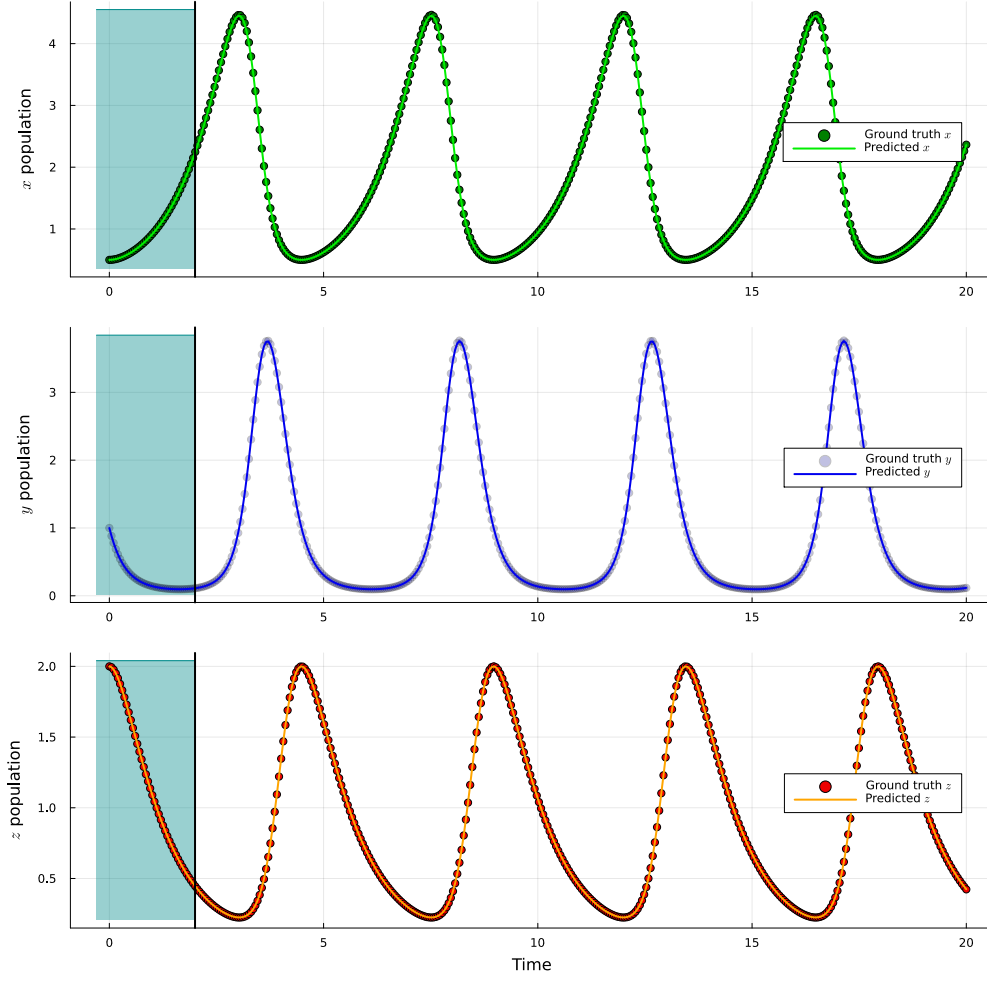 x population
4
3
2
1
Ground truth x
Predicted x
0 5 10 15 20
y population
3
2
1
0
Ground truth y
Predicted y
0 5 10 15 20
z population
2.0
1.5
1.0
0.5
Ground truth z
Predicted z
0 5 10 15 20
Time